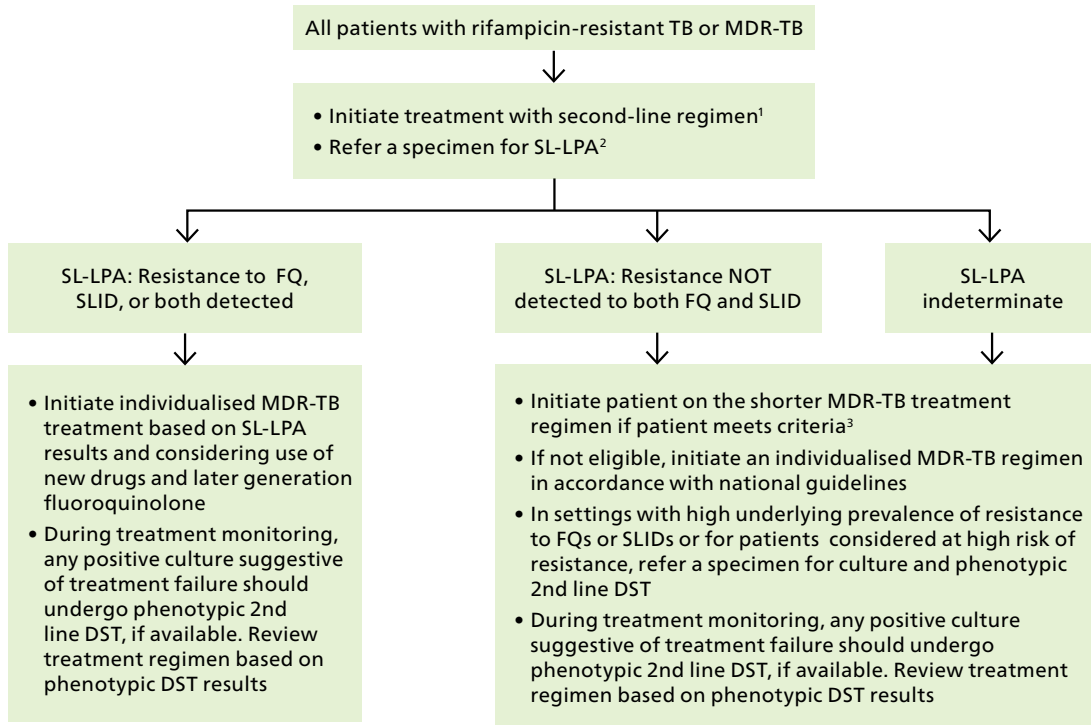 All patients with rifampicin-resistant TB or MDR-TB
• Initiate treatment with second-line regimen¹
• Refer a specimen for SL-LPA²
SL-LPA: Resistance to FQ,
SLID, or both detected
SL-LPA: Resistance NOT
detected to both FQ and SLID
SL-LPA
indeterminate
• Initiate individualised MDR-TB
treatment based on SL-LPA
results and considering use of
new drugs and later generation
fluoroquinolone
• During treatment monitoring,
any positive culture suggestive
of treatment failure should
undergo phenotypic 2nd
line DST, if available. Review
treatment regimen based on
phenotypic DST results
• Initiate patient on the shorter MDR-TB treatment
regimen if patient meets criteria³
• If not eligible, initiate an individualised MDR-TB regimen
in accordance with national guidelines
• In settings with high underlying prevalence of resistance
to FQs or SLIDs or for patients considered at high risk of
resistance, refer a specimen for culture and phenotypic
2nd line DST
• During treatment monitoring, any positive culture
suggestive of treatment failure should undergo
phenotypic 2nd line DST, if available. Review treatment
regimen based on phenotypic DST results